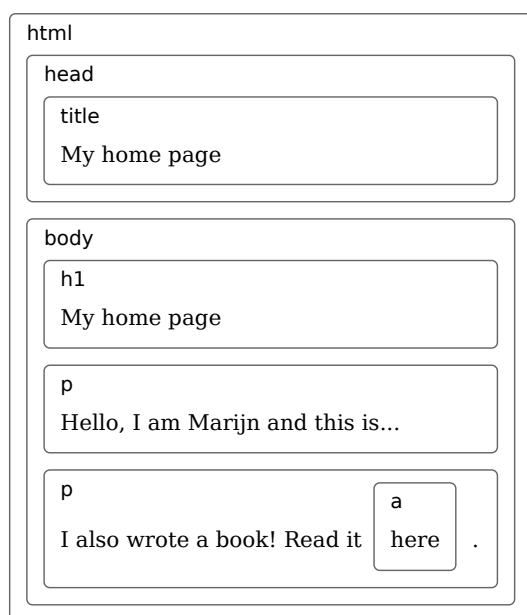 html
head
title
My home page
body
h1
My home page
p
Hello, I am Marijn and this is...
p
a
I also wrote a book! Read it here .